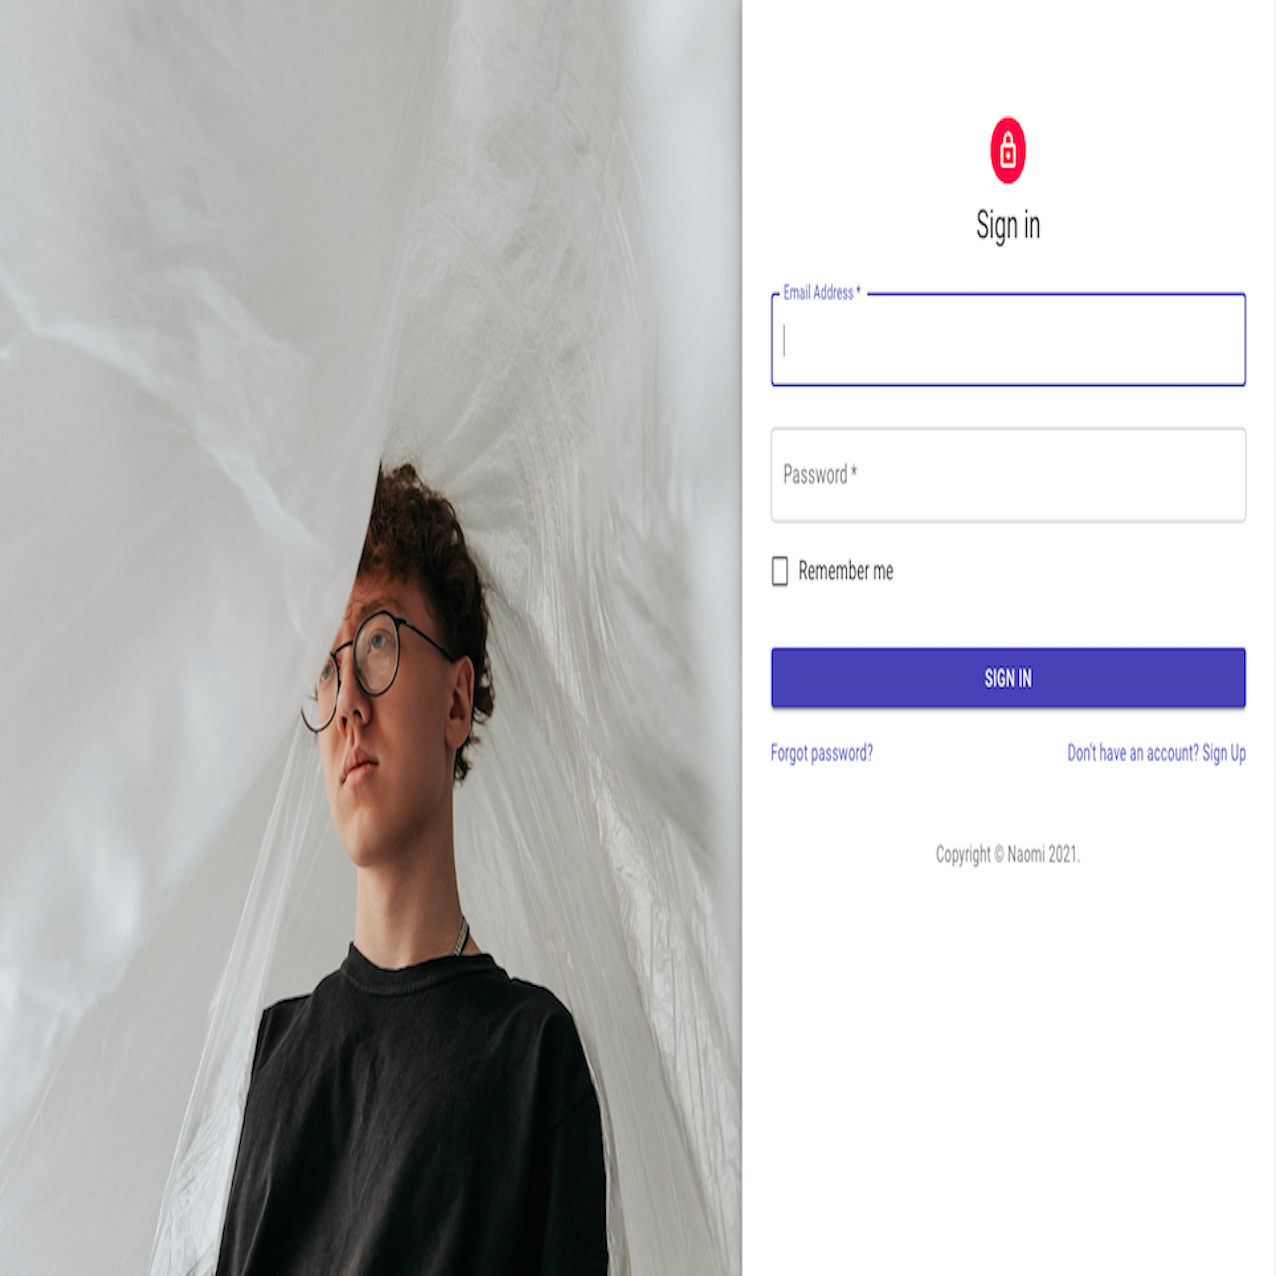 Sign in
Email Address *
Password *
Remember me
SIGN IN
Forgot password?
Don't have an account? Sign Up
Copyright © Naomi 2021.